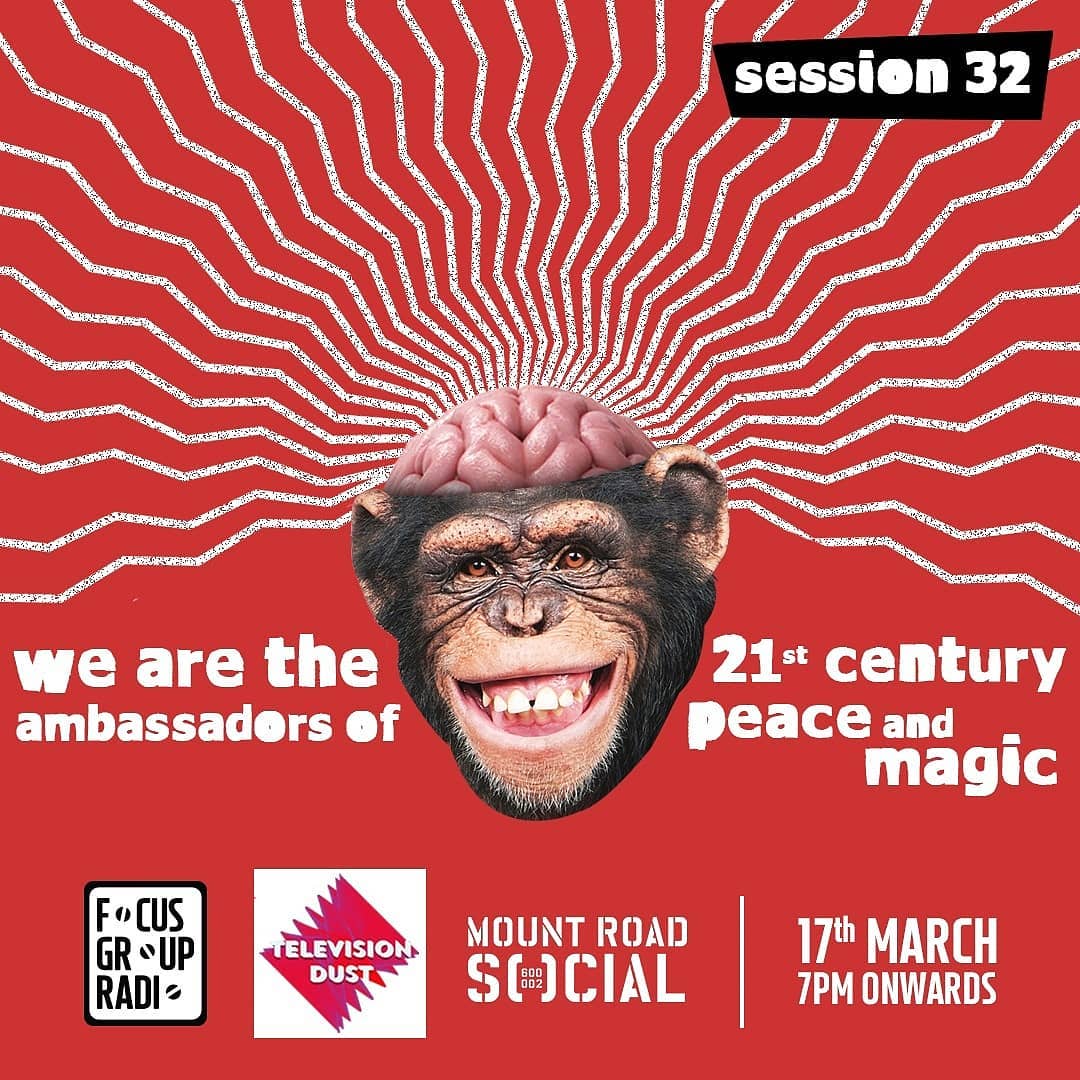 session 32
we are the
ambassadors of
21st century
peace and
magic
FOCUS
GROUP
RADIO
TELEVISION
DUST
MOUNT ROAD
SOCIAL
600
002
17th MARCH
7PM ONWARDS